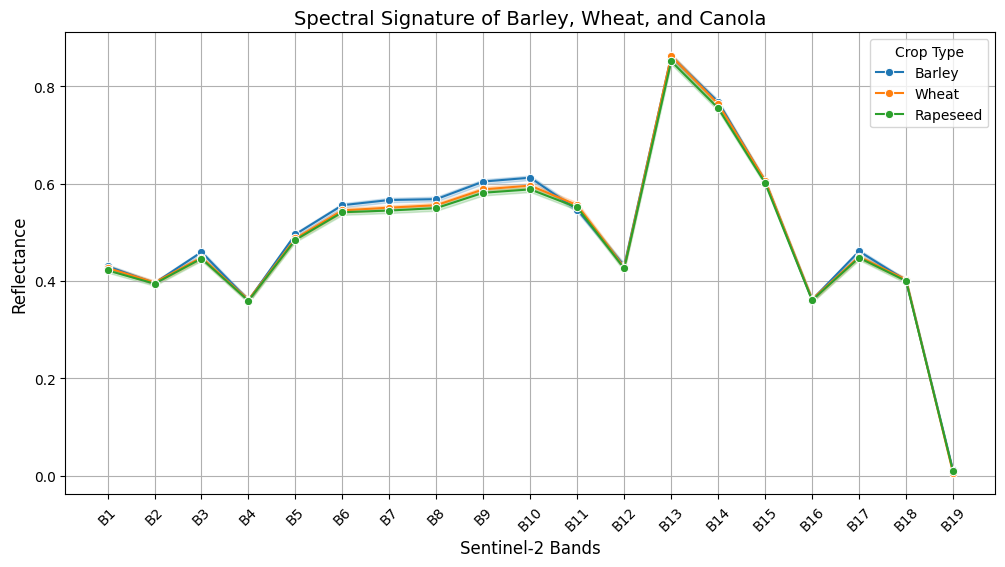 Spectral Signature of Barley, Wheat, and Canola
Crop Type
Barley
Wheat
Rapeseed
Reflectance
0.8
0.6
0.4
0.2
0.0
B1 B2 B3 B4 B5 B6 B7 B8 B9 B10 B11 B12 B13 B14 B15 B16 B17 B18 B19
Sentinel-2 Bands